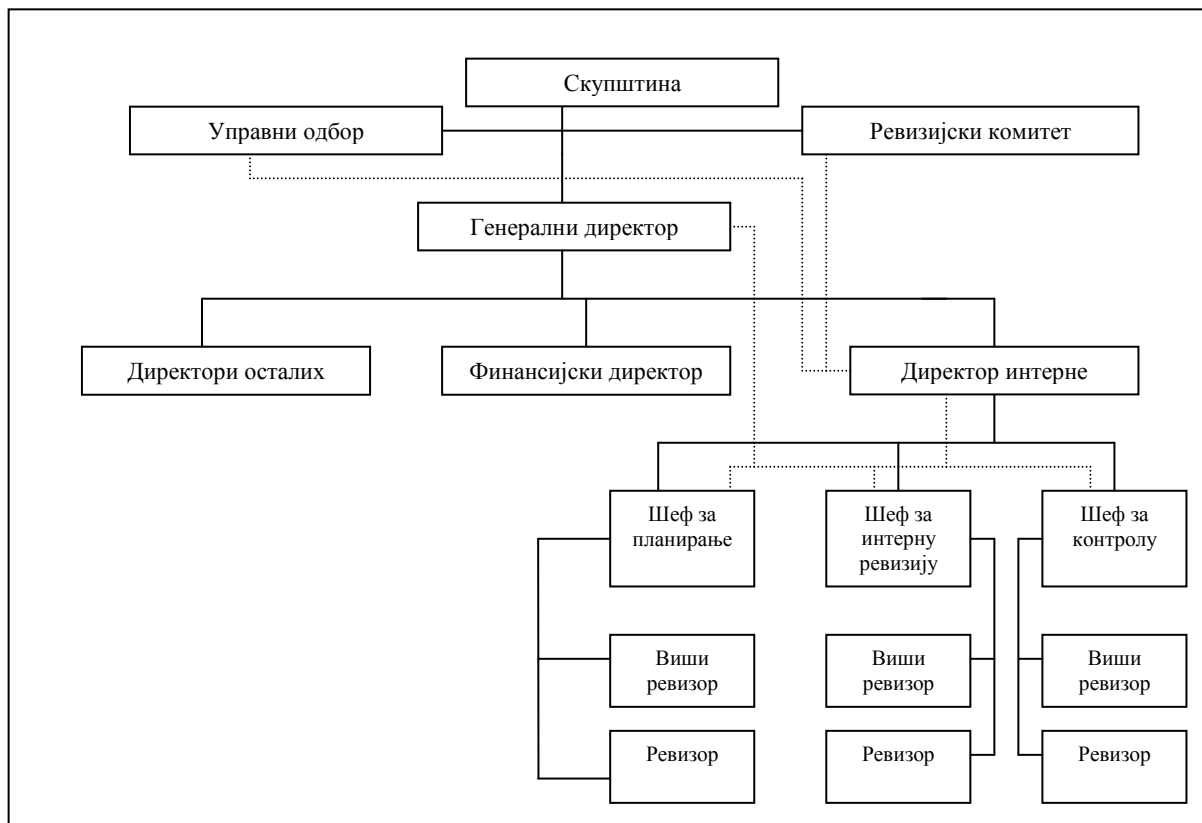 Скупштина
Управни одбор
Ревизијски комитет
Генерални директор
Директори осталих
Финансијски директор
Директор интерне
Шеф за
планирање
Шеф за
интерну
ревизију
Шеф за
контролу
Виши
ревизор
Виши
ревизор
Виши
ревизор
Ревизор
Ревизор
Ревизор